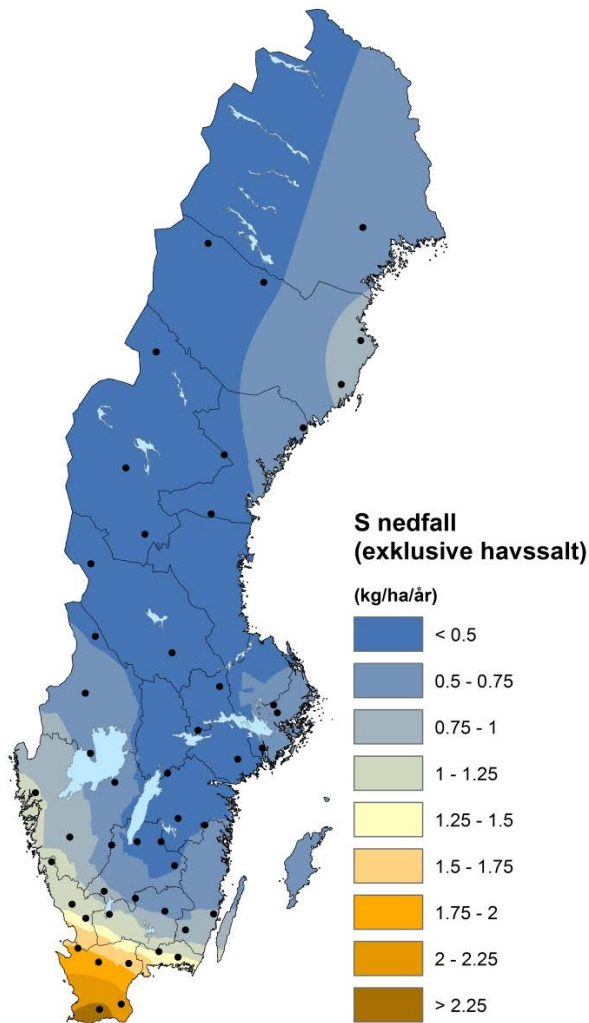 S nedfall
(exklusive havssalt)
(kg/ha/år)
< 0.5
0.5 - 0.75
0.75 - 1
1 - 1.25
1.25 - 1.5
1.5 - 1.75
1.75 - 2
2 - 2.25
> 2.25